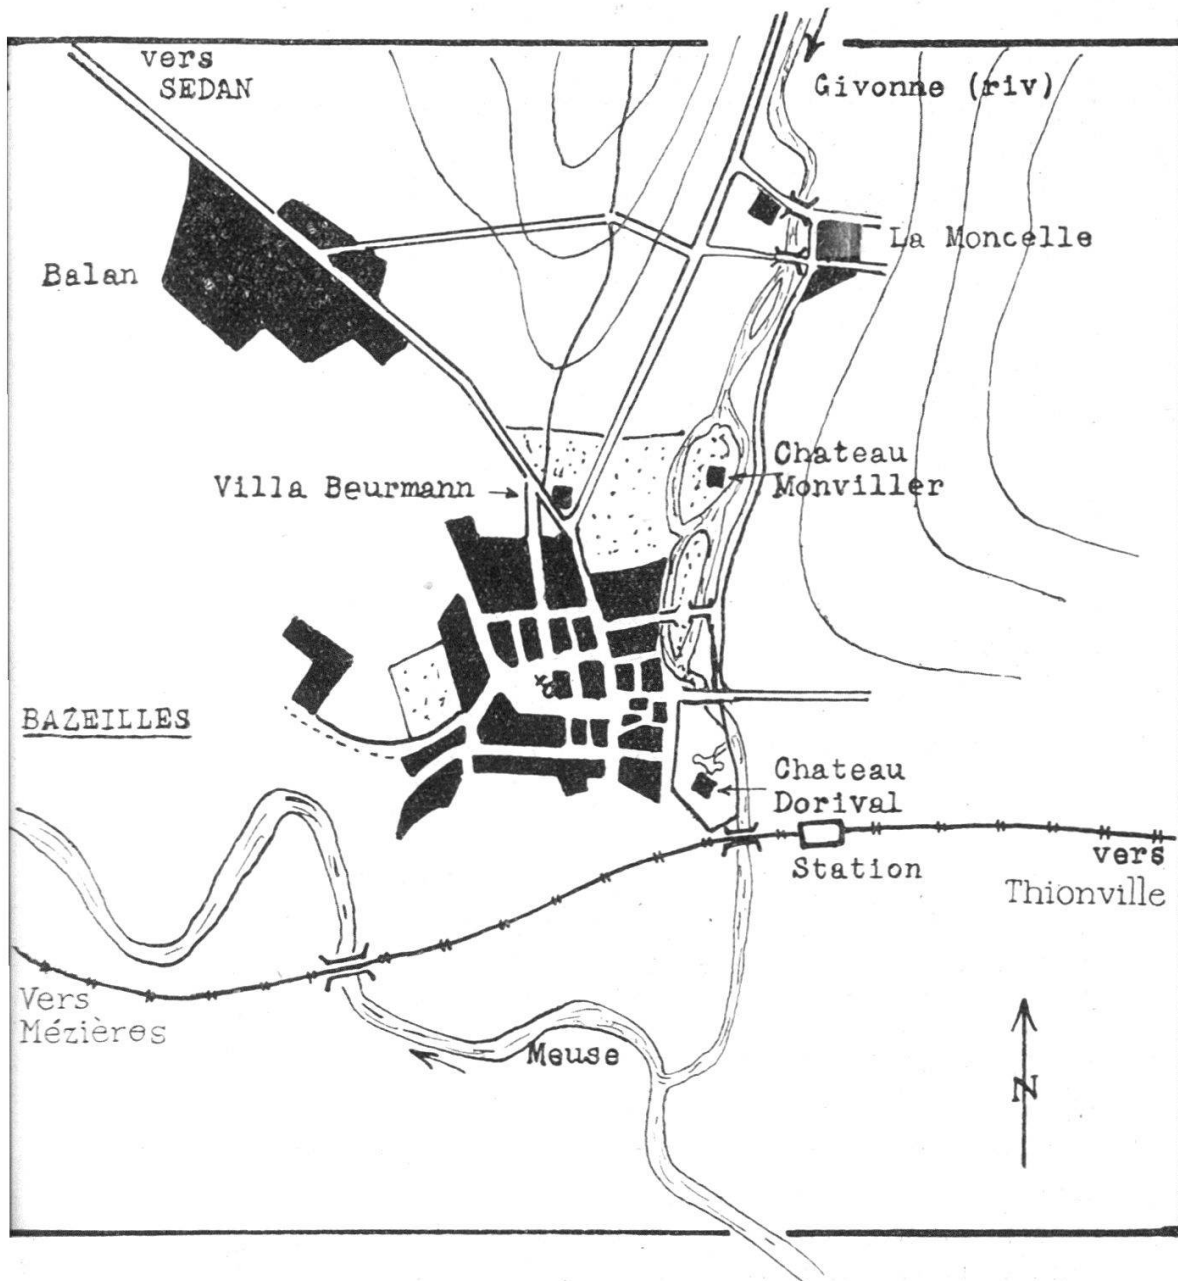 vers
SEDAN
Givonne (riv)
La Moncelle
Balan
Chateau
Monviller
Villa Beurmann
BAZEILLES
Chateau
Dorival
Station
vers
Thionville
Vers
Mézières
Meuse
N